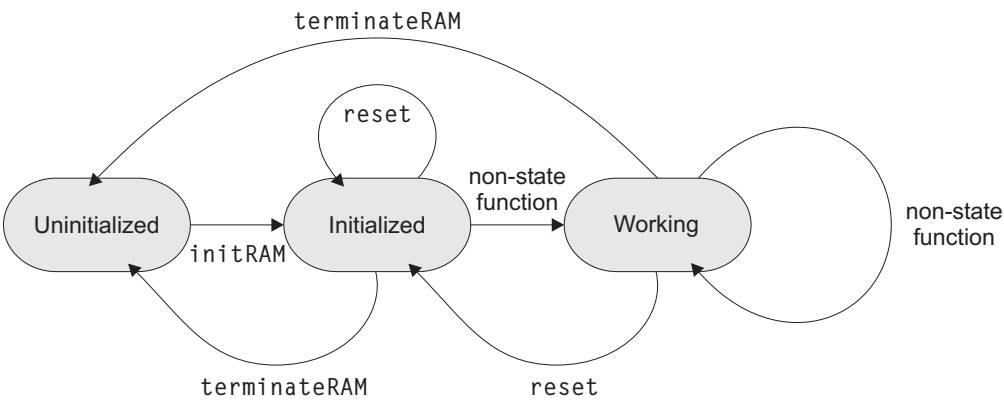 terminateRAM
reset
non-state
function
Uninitialized
Initialized
Working
non-state
function
initRAM
terminateRAM
reset